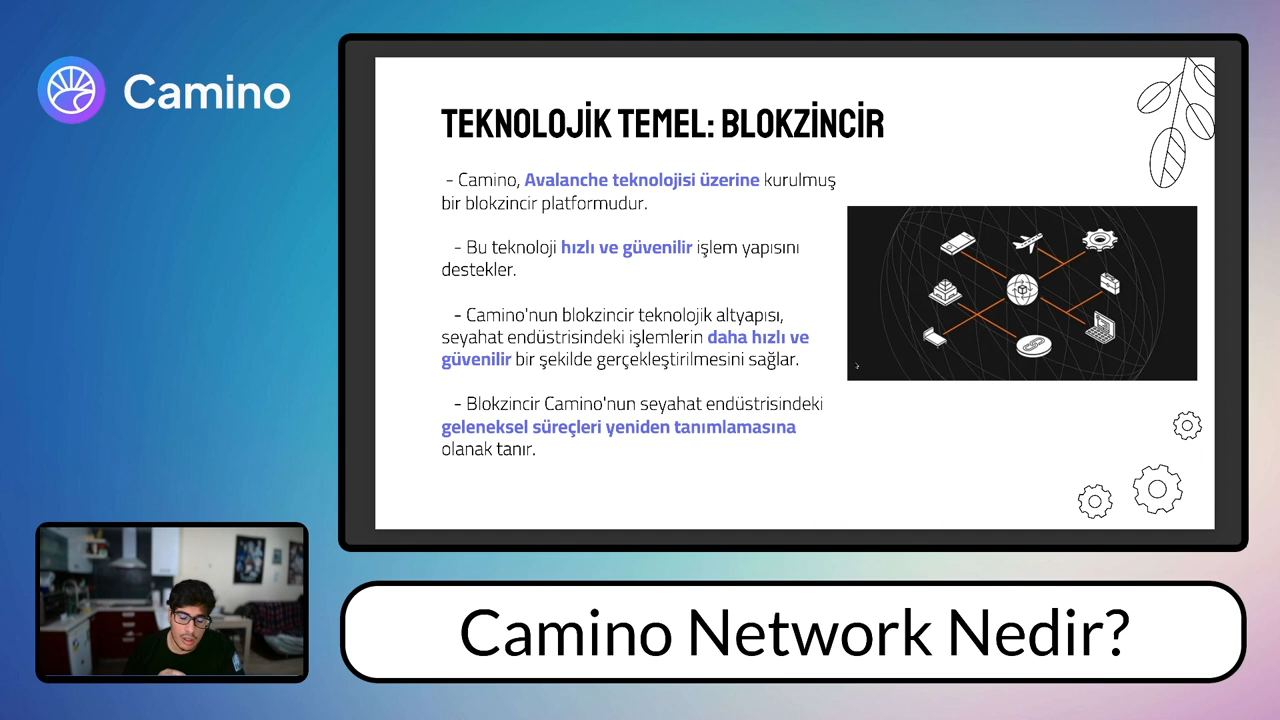 Camino
TEKNOLOJİK TEMEL: BLOKZİNCİR
- Camino, Avalanche teknolojisi üzerine kurulmuş
bir blokzincir platformudur.
- Bu teknoloji hızlı ve güvenilir işlem yapısını
destekler.
- Camino'nun blokzincir teknolojik altyapısı,
seyahat endüstrisindeki işlemlerin daha hızlı ve
güvenilir bir şekilde gerçekleştirilmesini sağlar.
- Blokzincir Camino'nun seyahat endüstrisindeki
geleneksel süreçleri yeniden tanımlamasına
olanak tanır.
Camino Network Nedir?